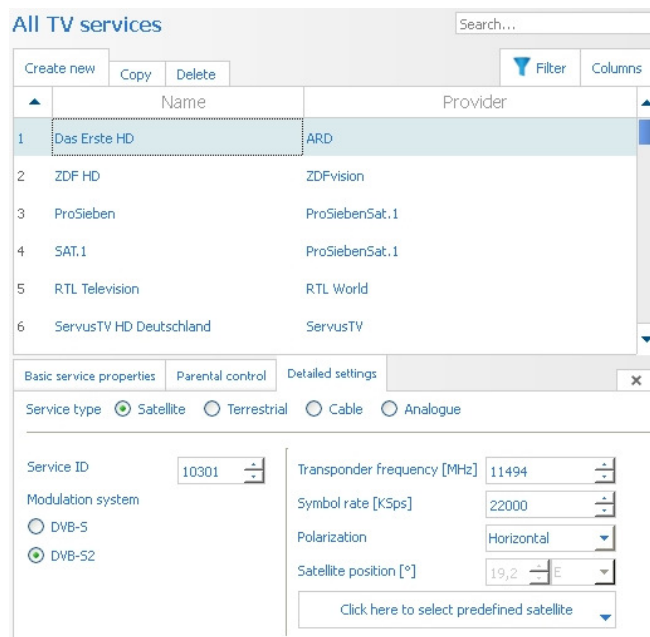 All TV services
Search...
Create new Copy Delete Filter Columns
Name Provider
1 Das Erste HD ARD
2 ZDF HD ZDFvision
3 ProSieben ProSiebenSat.1
4 SAT.1 ProSiebenSat.1
5 RTL Television RTL World
6 ServusTV HD Deutschland ServusTV
Basic service properties Parental control Detailed settings
Service type Satellite Terrestrial Cable Analogue
Service ID 10301
Modulation system
DVB-S
DVB-S2
Transponder frequency [MHz] 11494
Symbol rate [KSps] 22000
Polarization Horizontal
Satellite position [°] 19,2 E
Click here to select predefined satellite